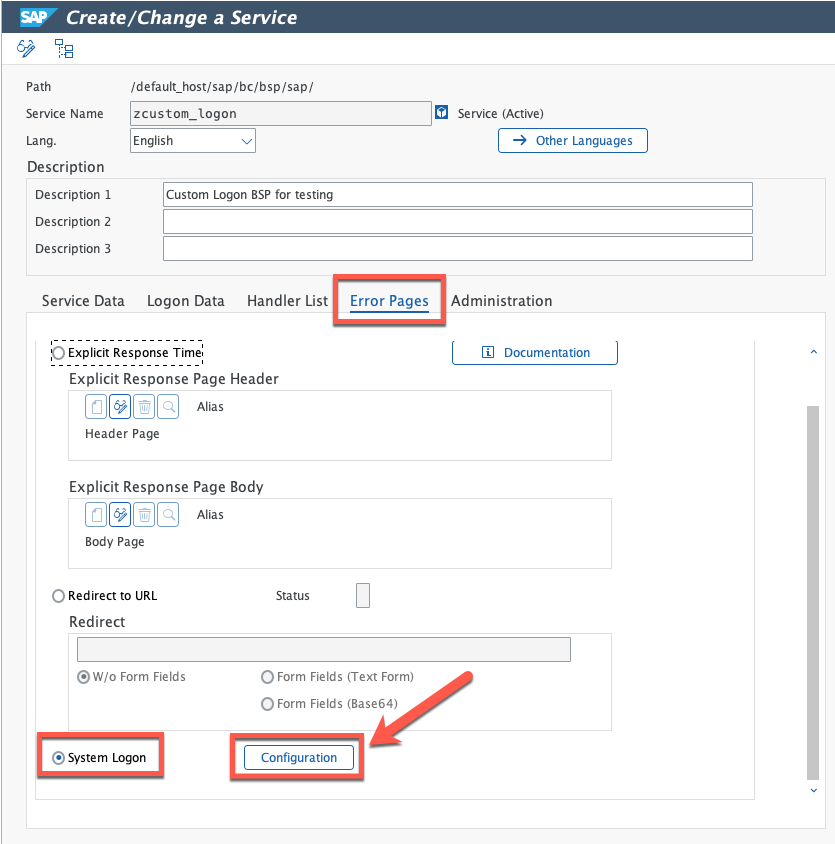 SAP Create/Change a Service
Path /default_host/sap/bc/bsp/sap/
Service Name zcustom_logon Service (Active)
Lang. English Other Languages
Description
Description 1 Custom Logon BSP for testing
Description 2
Description 3
Service Data Logon Data Handler List Error Pages Administration
Explicit Response Time Documentation
Explicit Response Page Header
Alias
Header Page
Explicit Response Page Body
Alias
Body Page
Redirect to URL Status
Redirect
W/o Form Fields Form Fields (Text Form)
Form Fields (Base64)
System Logon Configuration